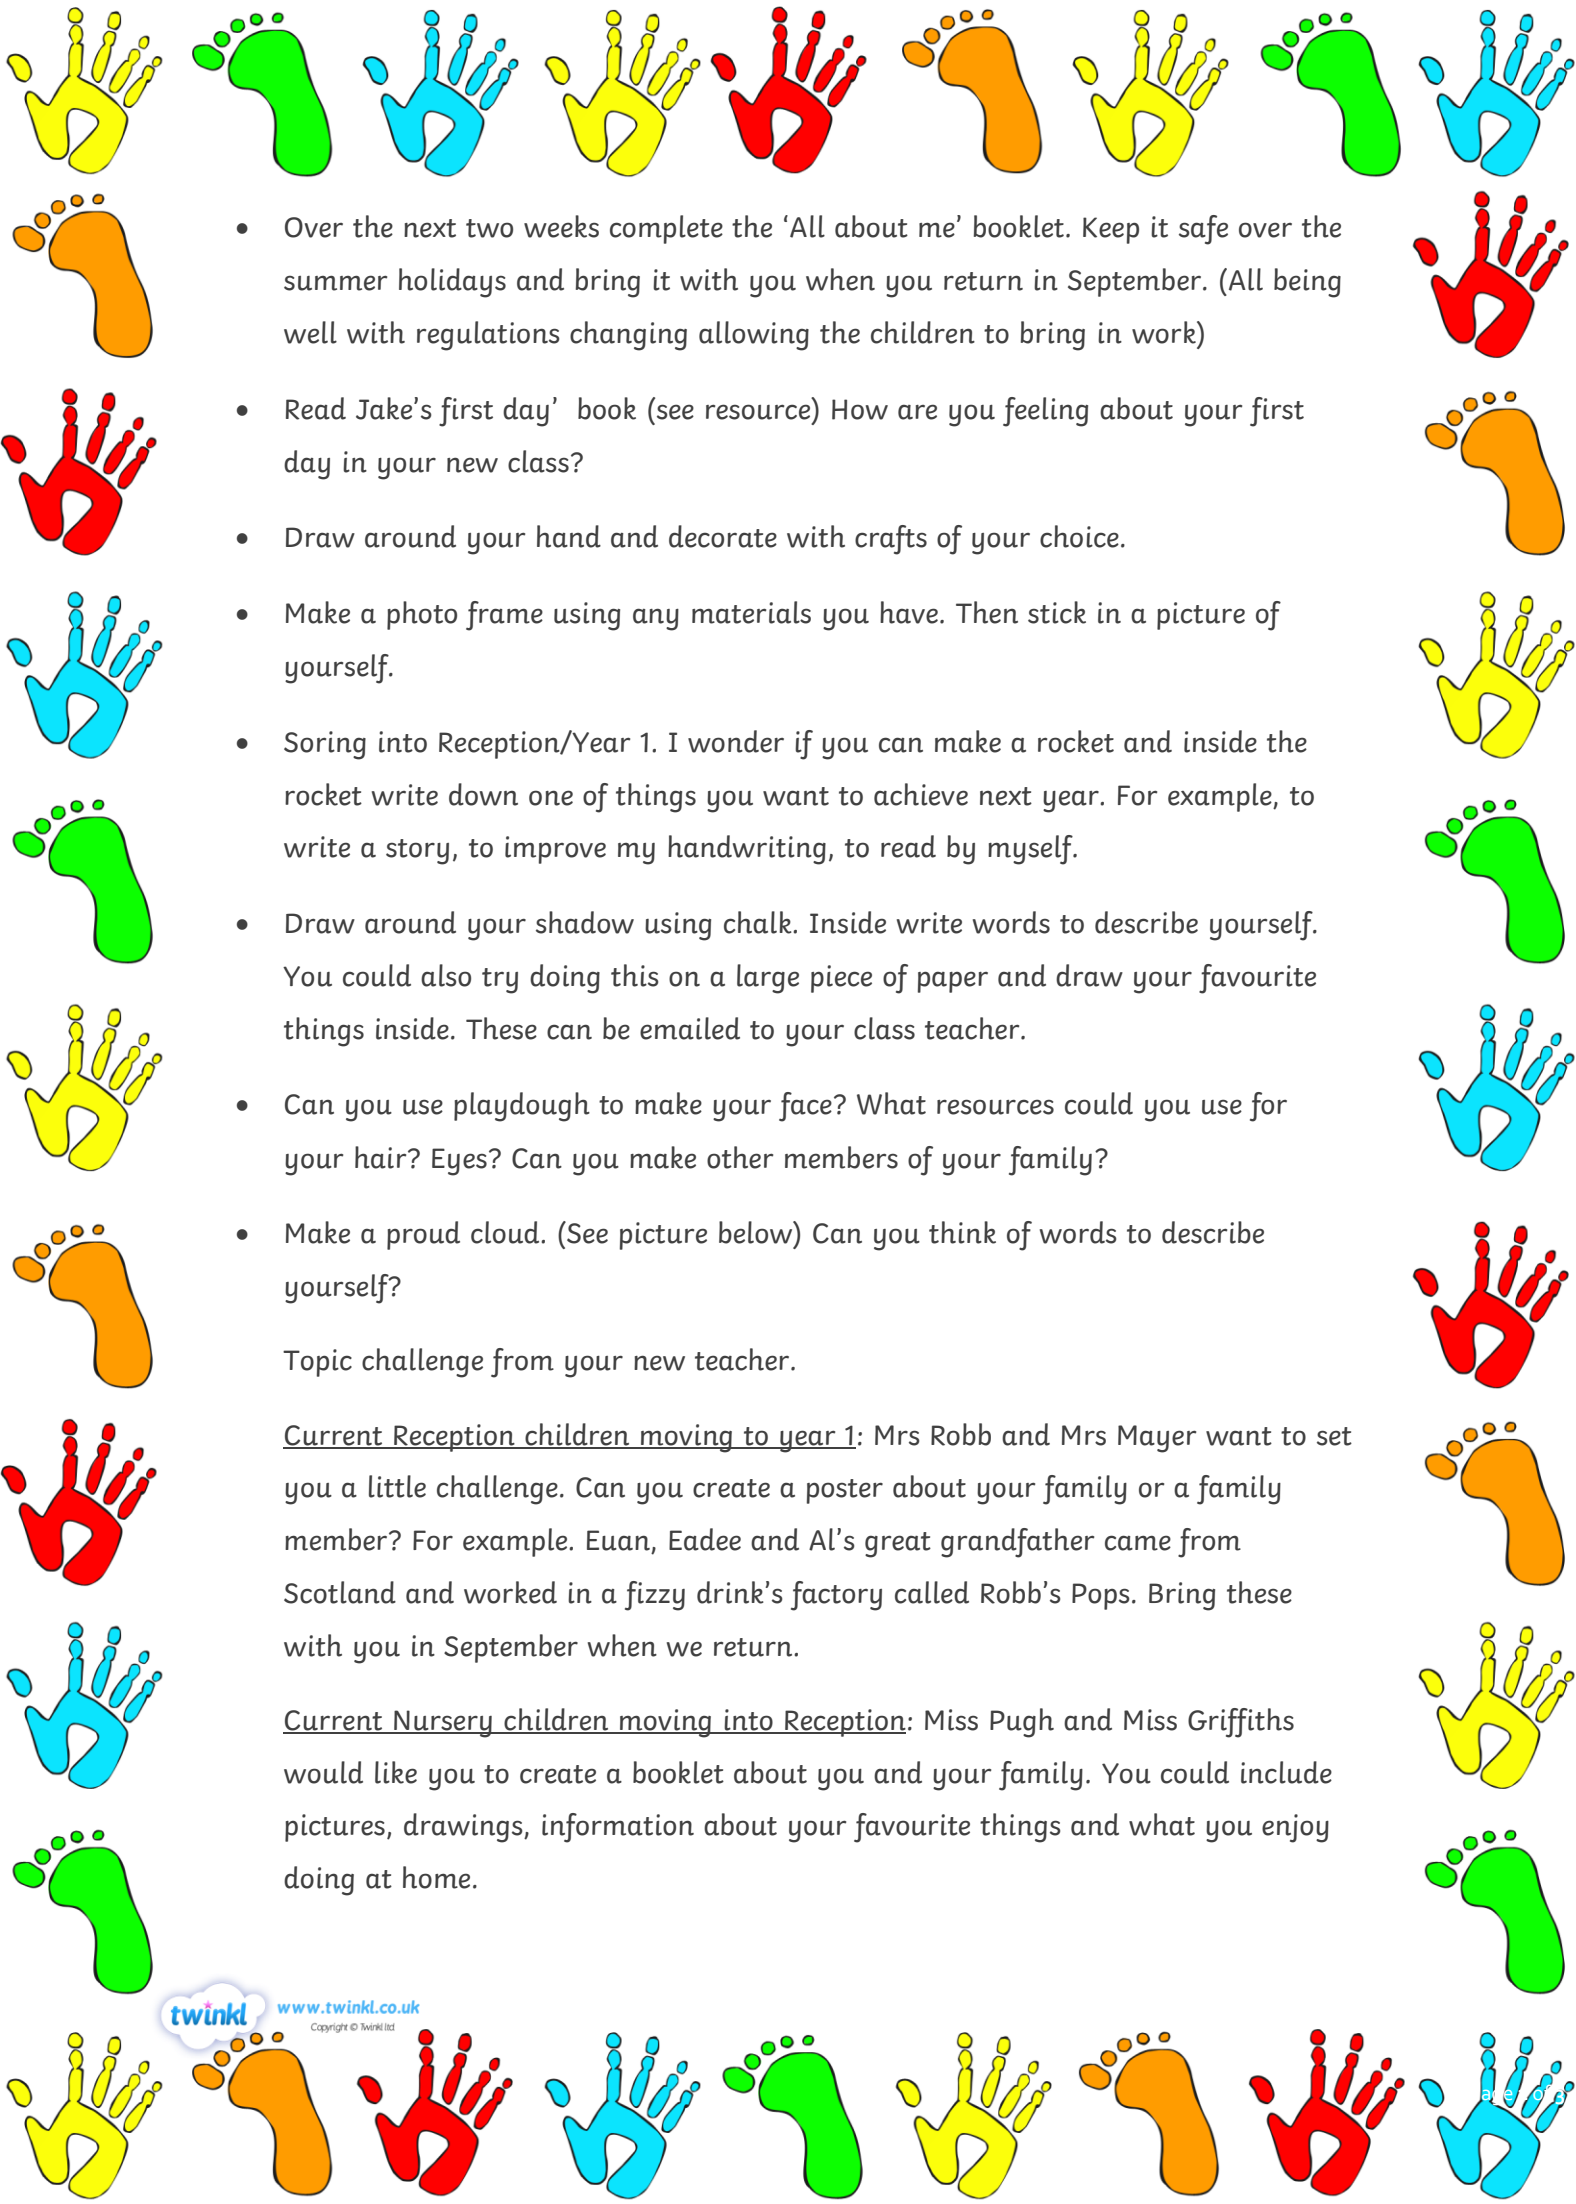 • Over the next two weeks complete the ‘All about me’ booklet. Keep it safe over the
summer holidays and bring it with you when you return in September. (All being
well with regulations changing allowing the children to bring in work)
• Read Jake’s first day’  book (see resource) How are you feeling about your first
day in your new class?
• Draw around your hand and decorate with crafts of your choice.
• Make a photo frame using any materials you have. Then stick in a picture of
yourself.
• Soring into Reception/Year 1. I wonder if you can make a rocket and inside the
rocket write down one of things you want to achieve next year. For example, to
write a story, to improve my handwriting, to read by myself.
• Draw around your shadow using chalk. Inside write words to describe yourself.
You could also try doing this on a large piece of paper and draw your favourite
things inside. These can be emailed to your class teacher.
• Can you use playdough to make your face? What resources could you use for
your hair? Eyes? Can you make other members of your family?
• Make a proud cloud. (See picture below) Can you think of words to describe
yourself?
Topic challenge from your new teacher.
Current Reception children moving to year 1: Mrs Robb and Mrs Mayer want to set
you a little challenge. Can you create a poster about your family or a family
member? For example. Euan, Eadee and Al’s great grandfather came from
Scotland and worked in a fizzy drink’s factory called Robb’s Pops. Bring these
with you in September when we return.
Current Nursery children moving into Reception: Miss Pugh and Miss Griffiths
would like you to create a booklet about you and your family. You could include
pictures, drawings, information about your favourite things and what you enjoy
doing at home.
twinkl www.twinkl.co.uk
Copyright © Twinkl ltd
of 3